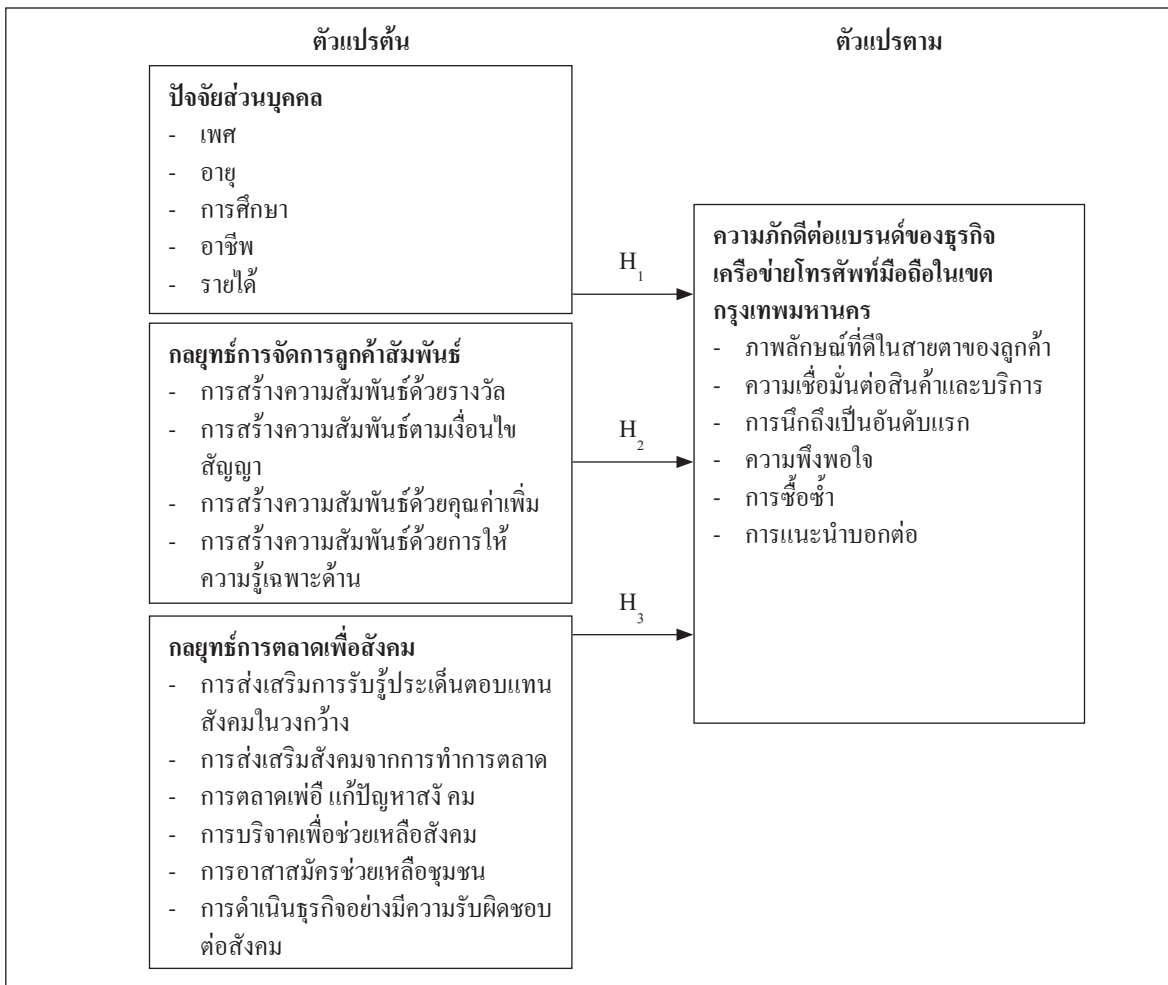 ตัวแปรต้น
ปัจจัยส่วนบุคคล
- เพศ
- อายุ
- การศึกษา
- อาชีพ
- รายได้
กลยุทธ์การจัดการลูกค้าสัมพันธ์
- การสร้างความสัมพันธ์ด้วยรางวัล
- การสร้างความสัมพันธ์ตามเงื่อนไข
สัญญา
- การสร้างความสัมพันธ์ด้วยคุณค่าเพิ่ม
- การสร้างความสัมพันธ์ด้วยการให้
ความรู้เฉพาะด้าน
กลยุทธ์การตลาดเพื่อสังคม
- การส่งเสริมการรับรู้ประเด็นตอบแทน
สังคมในวงกว้าง
- การส่งเสริมสังคมจากการทำการตลาด
- การตลาดเพ่อื แก้ปัญหาสงั คม
- การบริจาคเพื่อช่วยเหลือสังคม
- การอาสาสมัครช่วยเหลือชุมชน
- การดำเนินธุรกิจอย่างมีความรับผิดชอบ
ต่อสังคม
H1
H2
H3
ตัวแปรตาม
ความภักดีต่อแบรนด์ของธุรกิจ
เครือข่ายโทรศัพท์มือถือในเขต
กรุงเทพมหานคร
- ภาพลักษณ์ที่ดีในสายตาของลูกค้า
- ความเชื่อมั่นต่อสินค้าและบริการ
- การนึกถึงเป็นอันดับแรก
- ความพึงพอใจ
- การซื้อซ้ำ
- การแนะนำบอกต่อ